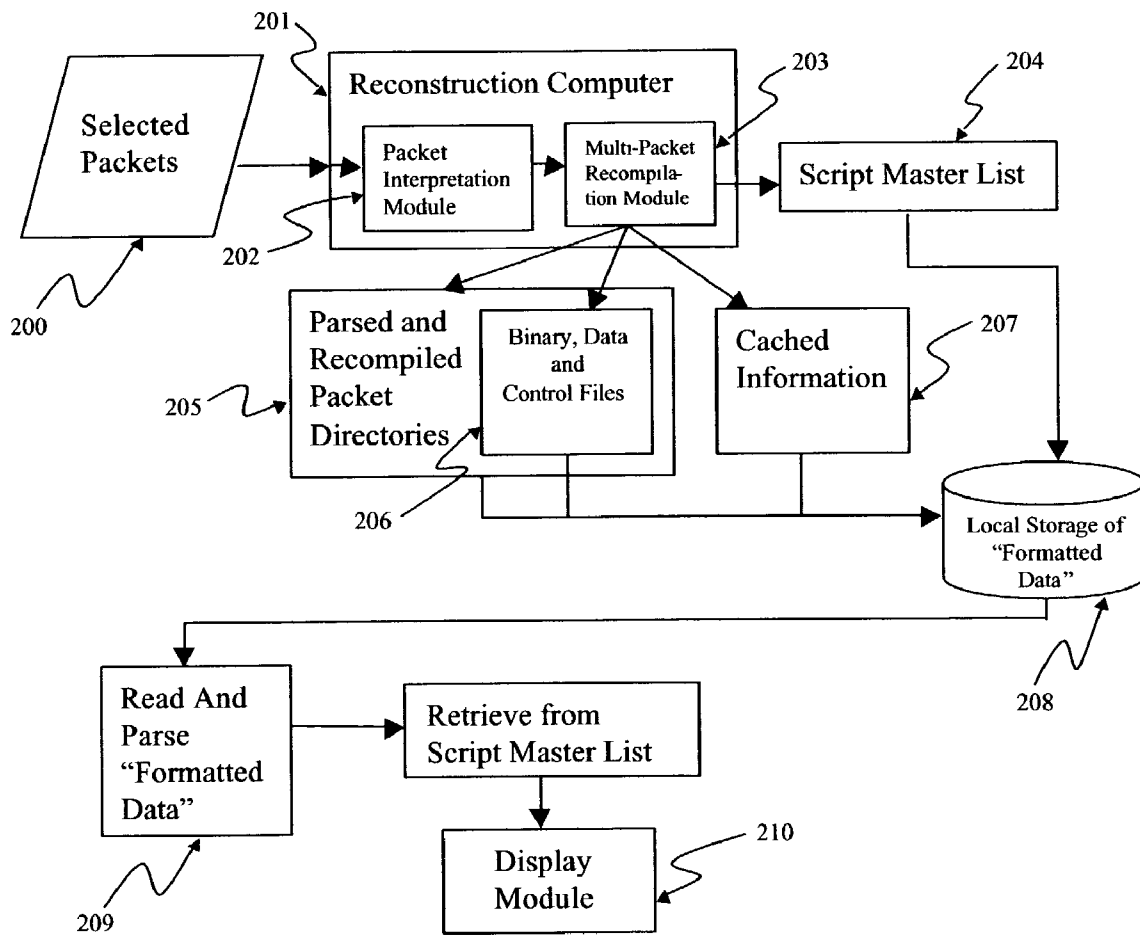 201
Reconstruction Computer
203
204
Selected
Packets
Packet
Interpretation
Module
Multi-Packet
Recompila-
tion Module
Script Master List
202
200
Parsed and
Recompiled
Packet
Directories
Binary, Data
and
Control Files
Cached
Information
207
205
206
Local Storage of
“Formatted
Data”
208
Read And
Parse
“Formatted
Data”
Retrieve from
Script Master List
209
Display
Module
210